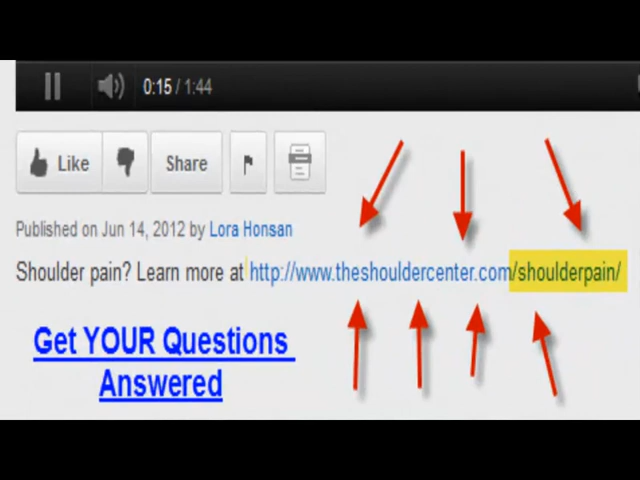 0:15 / 1:44
Like Share
Published on Jun 14, 2012 by Lora Honsan
Shoulder pain? Learn more at http://www.theshouldercenter.com/shoulderpain/
Get YOUR Questions
Answered